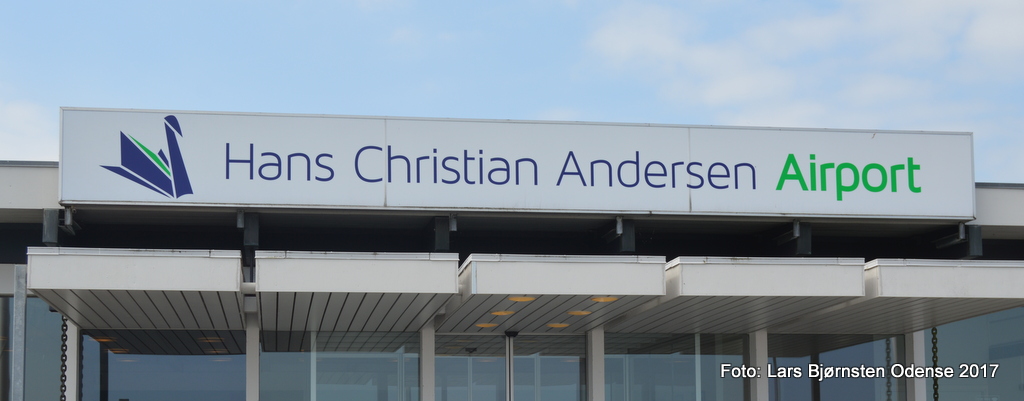 Hans Christian Andersen Airport
Foto: Lars Bjørnsten Odense 2017